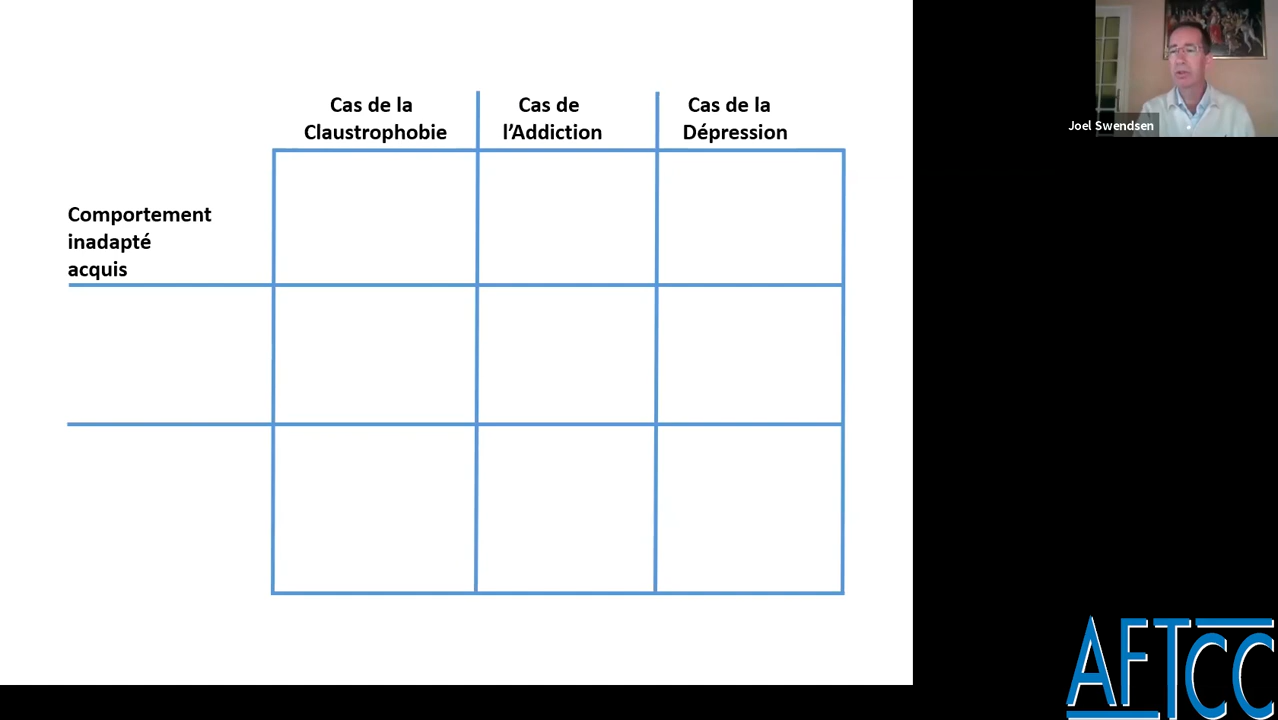 Cas de la
Claustrophobie
Cas de
l’Addiction
Cas de la
Dépression
Comportement
inadapté
acquis
Joel Swendsen
AFTCC